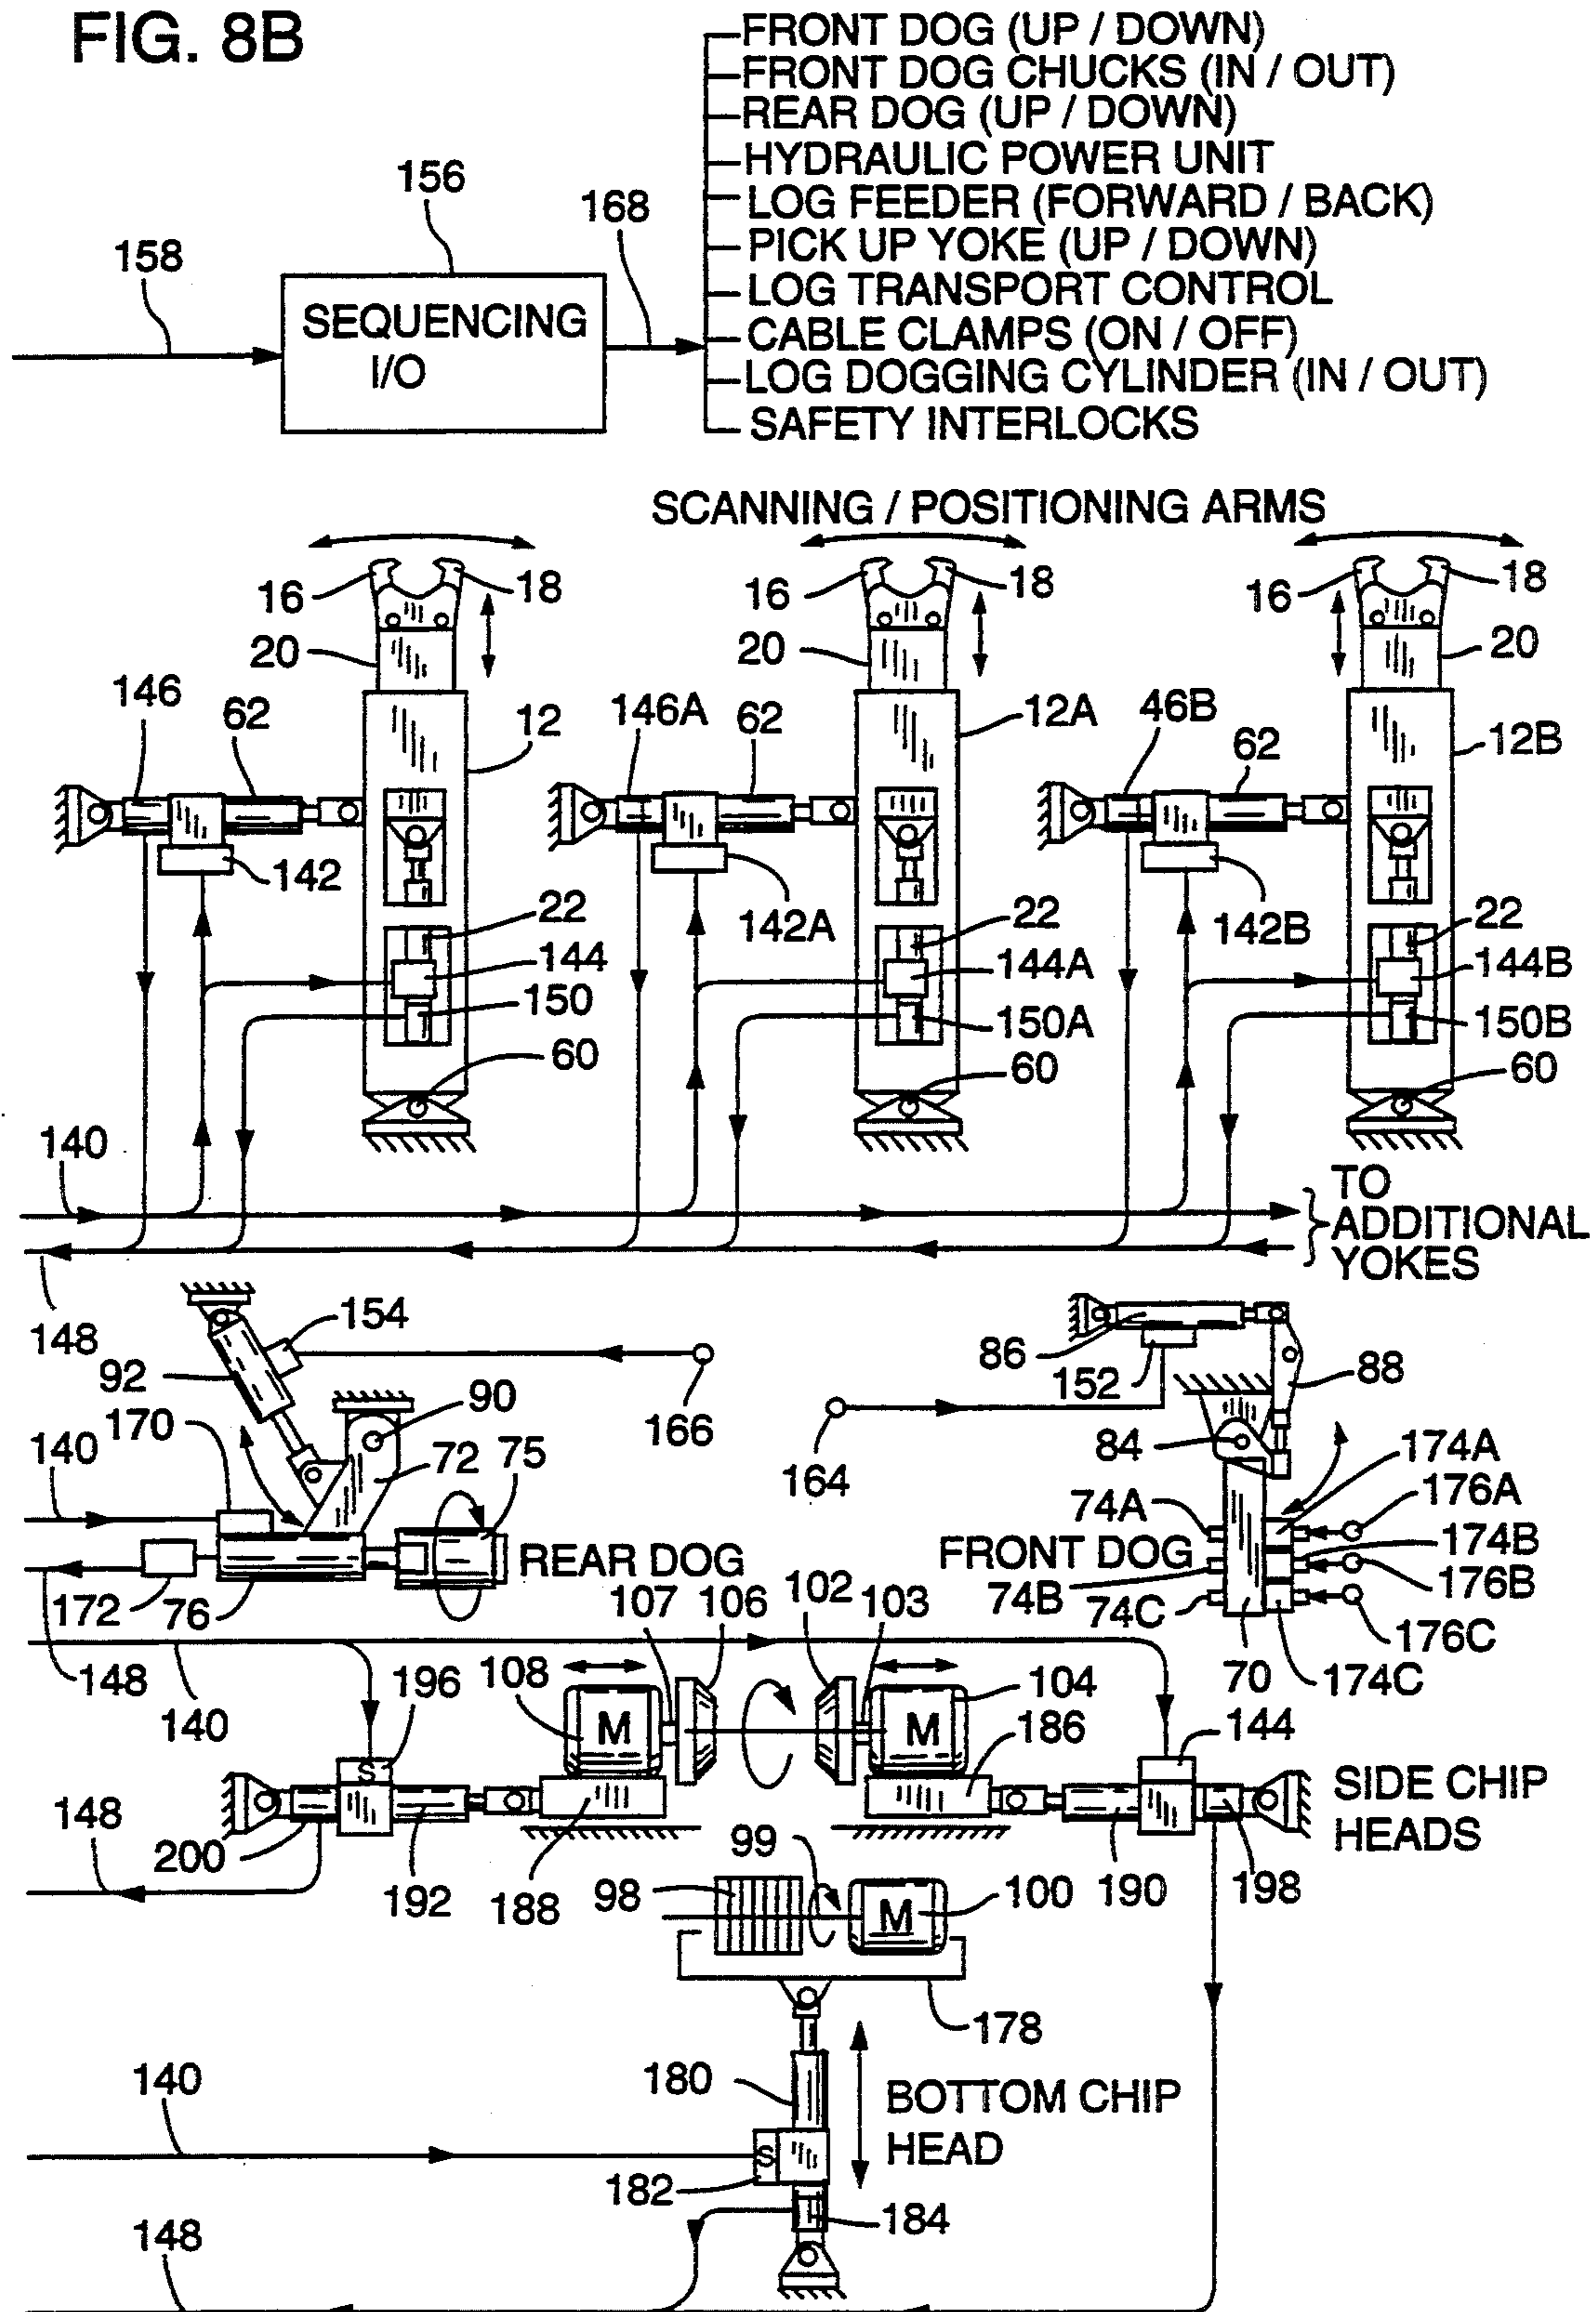 FIG. 8B
FRONT DOG (UP / DOWN)
FRONT DOG CHUCKS (IN / OUT)
REAR DOG (UP / DOWN)
HYDRAULIC POWER UNIT
LOG FEEDER (FORWARD / BACK)
PICK UP YOKE (UP / DOWN)
LOG TRANSPORT CONTROL
CABLE CLAMPS (ON / OFF)
LOG DOGGING CYLINDER (IN / OUT)
SAFETY INTERLOCKS
156
168
158
SEQUENCING
I/O
SCANNING / POSITIONING ARMS
16
18
16
18
16
18
20
20
20
146
62
12
146A
62
12A
46B
62
12B
142
142A
142B
22
144
150
60
22
144A
150A
60
22
144B
150B
60
140
148
TO
ADDITIONAL
YOKES
154
92
166
170
90
140
72
75
REAR DOG
172
76
148
140
86
152
88
164
84
174A
74A
176A
FRONT DOG
174B
74B
176B
74C
176C
70
174C
107
106
102
103
196
108
M
M
104
186
144
S
SIDE CHIP
HEADS
148
200
192
188
99
190
198
98
M
100
178
180
BOTTOM CHIP
HEAD
140
S
182
184
148